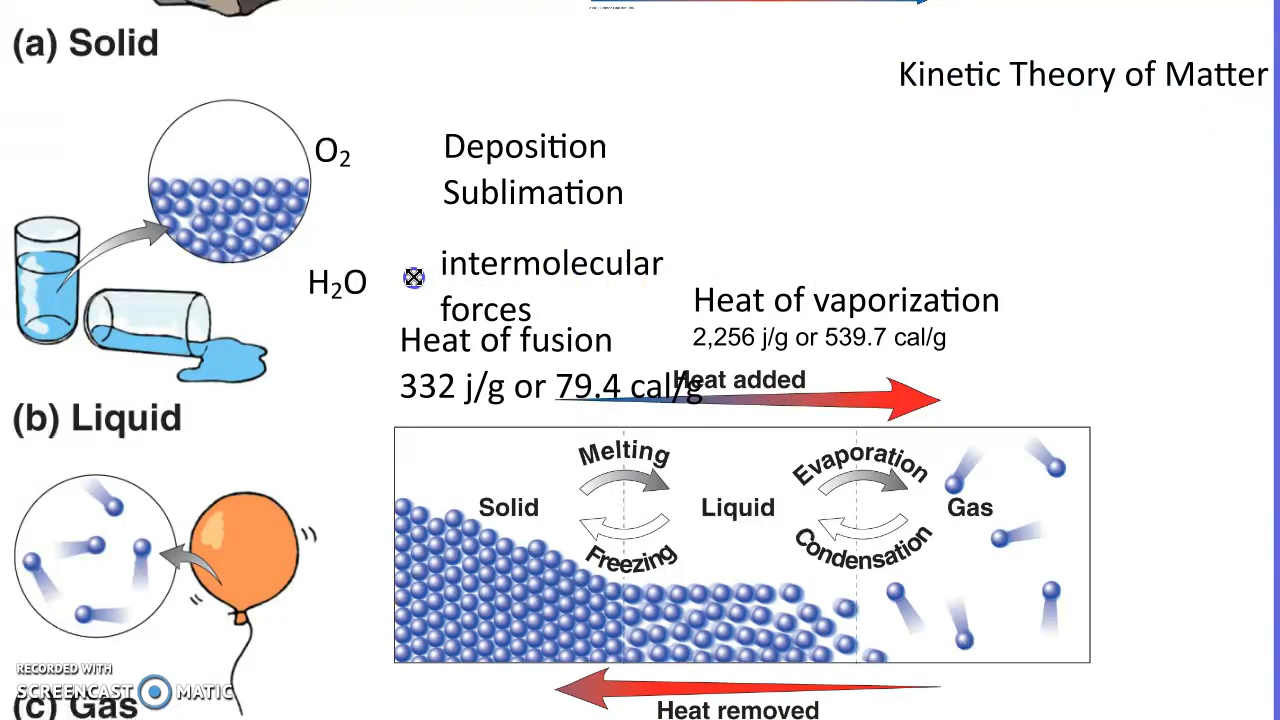 (a) Solid
Kinetic Theory of Matter
O₂
Deposition
Sublimation
H₂O
intermolecular
forces
Heat of vaporization
2,256 j/g or 539.7 cal/g
Heat of fusion
332 j/g or 79.4 cal/g
Heat added
(b) Liquid
Melting
Evaporation
Solid
Liquid
Gas
Freezing
Condensation
RECORDED WITH
SCREENCAST MATIC
(c) Gas
Heat removed